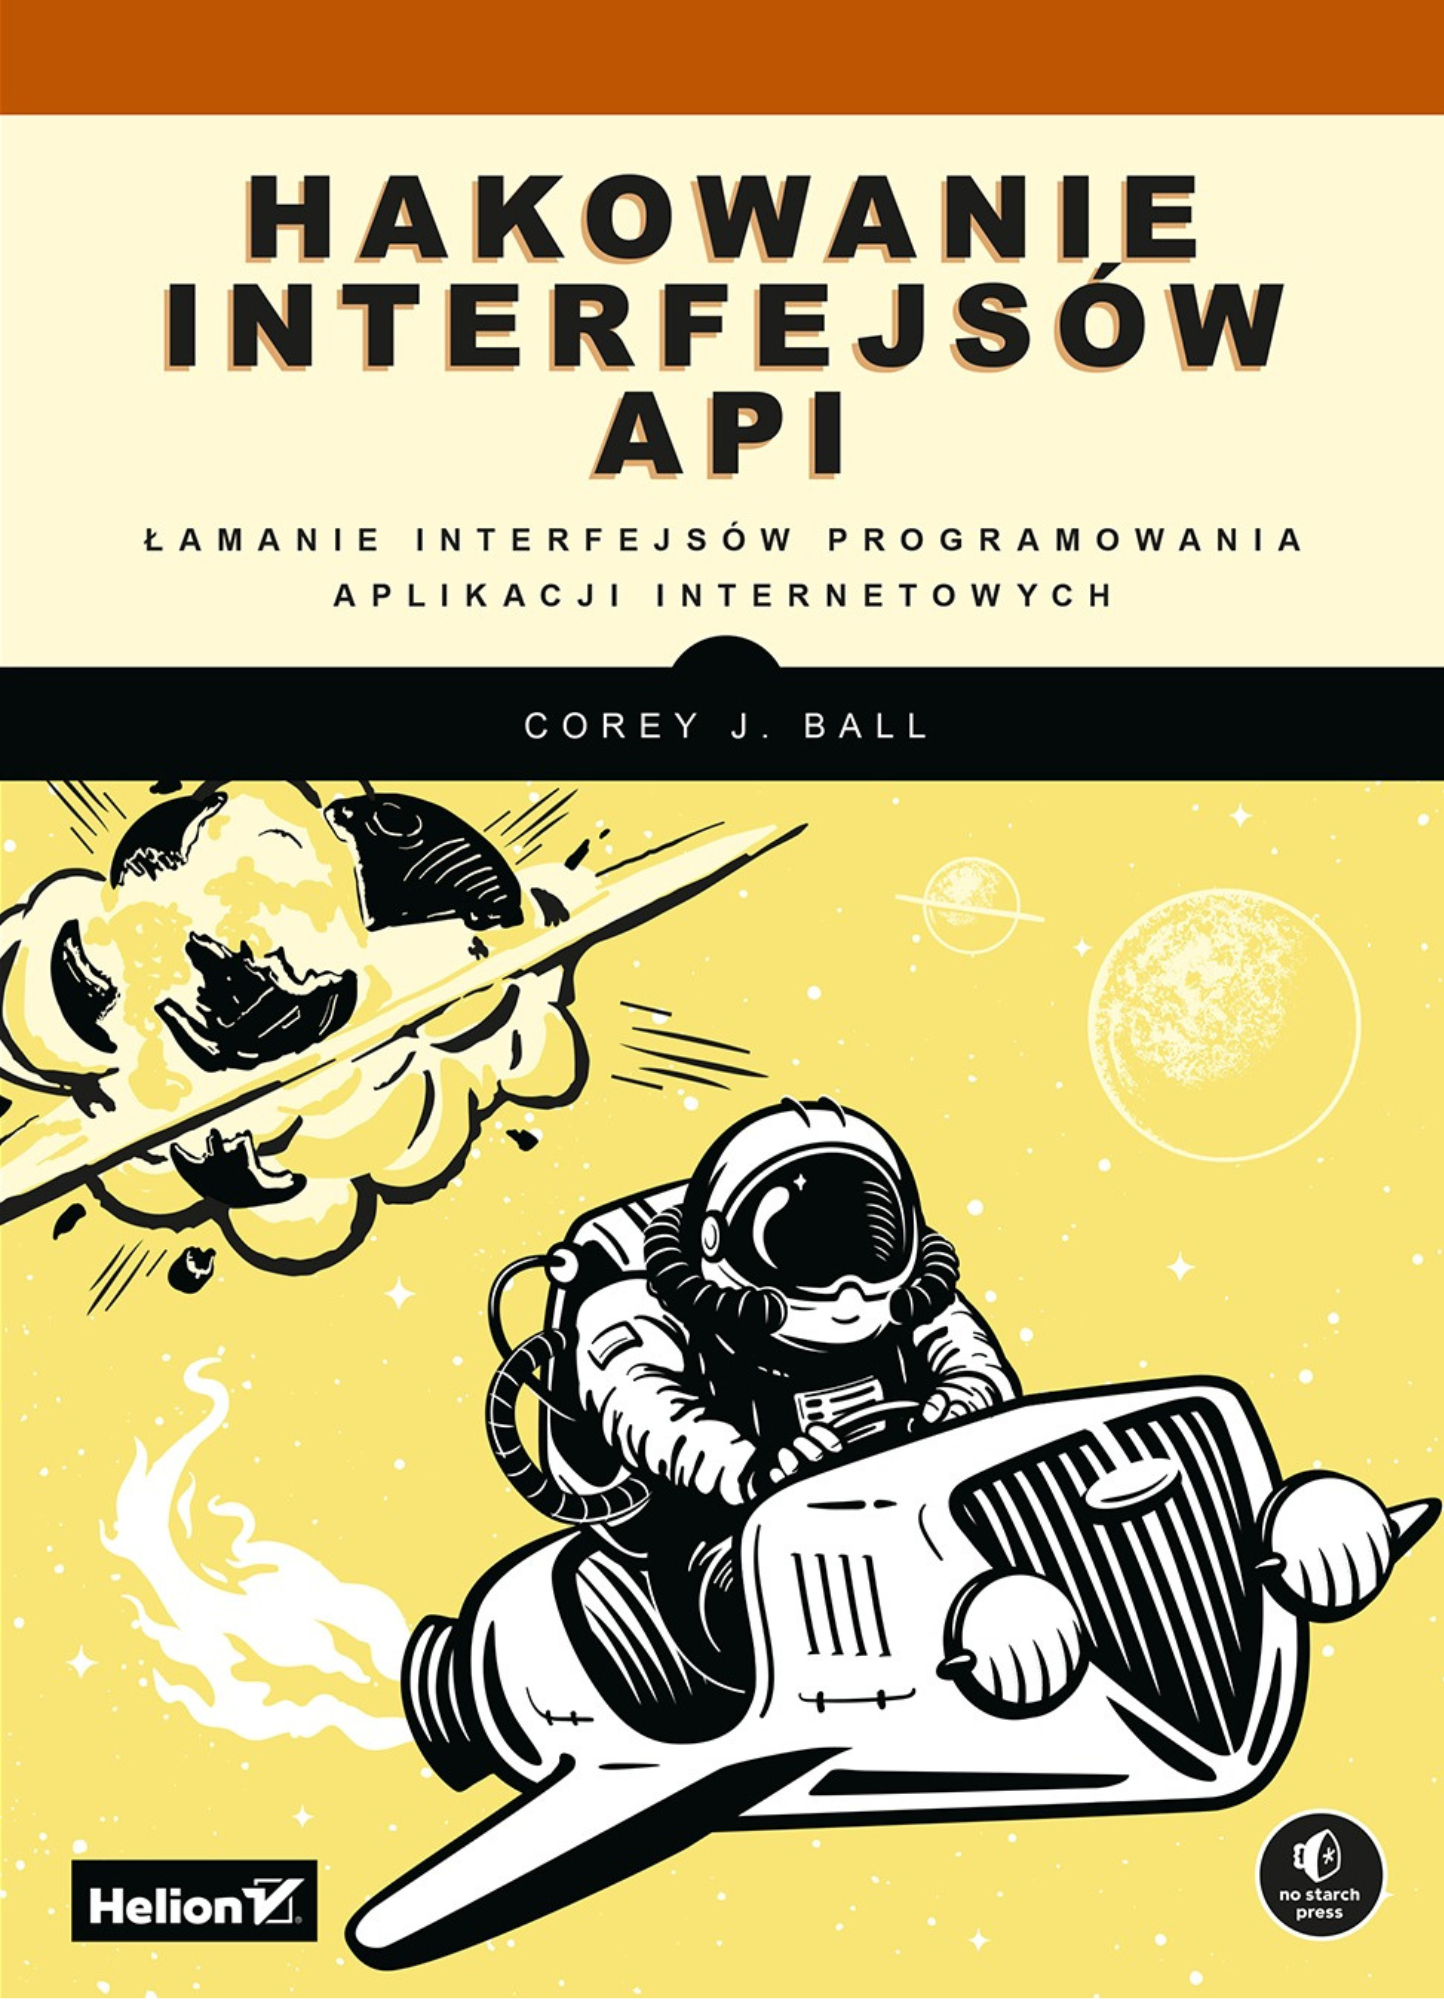 HAKOWANIE
INTERFEJSÓW
API
ŁAMANIE INTERFEJSÓW PROGRAMOWANIA
APLIKACJI INTERNETOWYCH
COREY J. BALL
Helion
no starch
press